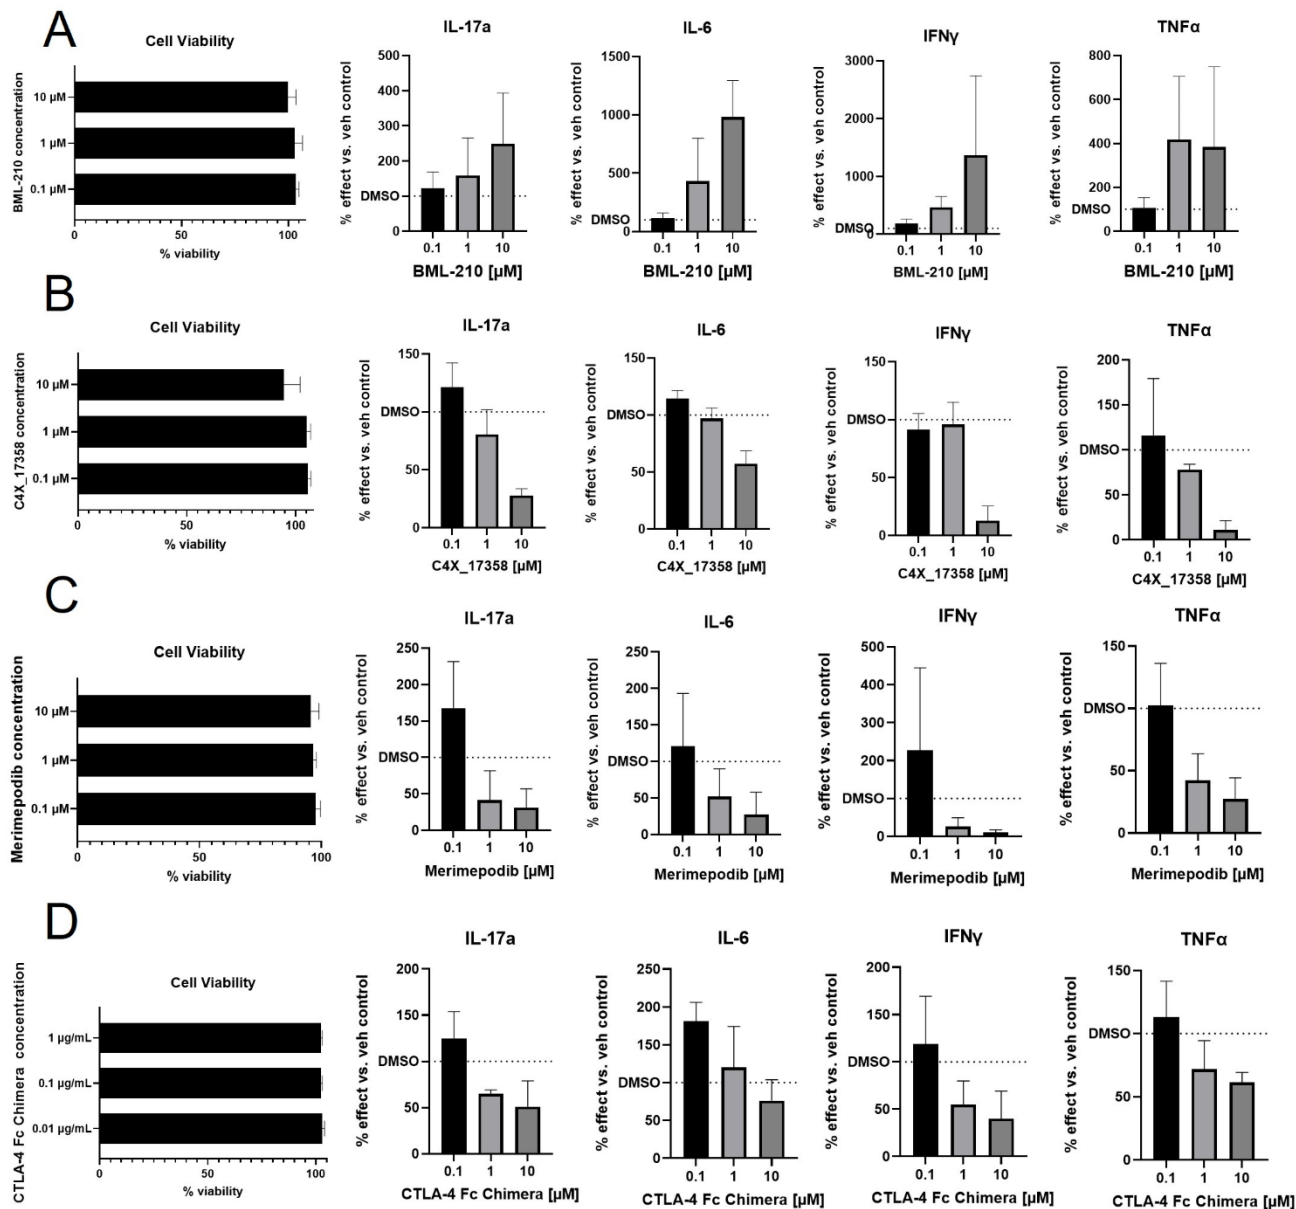 A
Cell Viability
BML-210 concentration
10 µM
1 µM
0.1 µM
0
50
100
% viability
IL-17a
% effect vs. veh control
500
400
300
200
DMSO
100
0
0.1
1
10
BML-210 [µM]
IL-6
% effect vs. veh control
1500
1000
500
DMSO
0
0.1
1
10
BML-210 [µM]
IFNγ
% effect vs. veh control
3000
2000
1000
DMSO
0
0.1
1
10
BML-210 [µM]
TNFα
% effect vs. veh control
800
600
400
200
DMSO
100
0
0.1
1
10
BML-210 [µM]
B
Cell Viability
C4X_17358 concentration
10 µM
1 µM
0.1 µM
0
50
100
% viability
IL-17a
% effect vs. veh control
150
DMSO
50
0
0.1
1
10
C4X_17358 [µM]
IL-6
% effect vs. veh control
150
DMSO
50
0
0.1
1
10
C4X_17358 [µM]
IFNγ
% effect vs. veh control
150
DMSO
50
0
0.1
1
10
C4X_17358 [µM]
TNFα
% effect vs. veh control
200
150
DMSO
50
0
0.1
1
10
C4X_17358 [µM]
C
Cell Viability
Merimepodib concentration
10 µM
1 µM
0.1 µM
0
50
100
% viability
IL-17a
% effect vs. veh control
250
200
150
DMSO
50
0
0.1
1
10
Merimepodib [µM]
IL-6
% effect vs. veh control
250
200
150
DMSO
50
0
0.1
1
10
Merimepodib [µM]
IFNγ
% effect vs. veh control
500
400
300
200
DMSO
0
0.1
1
10
Merimepodib [µM]
TNFα
% effect vs. veh control
150
DMSO
50
0
0.1
1
10
Merimepodib [µM]
D
Cell Viability
CTLA-4 Fc Chimera concentration
1 µg/mL
0.1 µg/mL
0.01 µg/mL
0
50
100
% viability
IL-17a
% effect vs. veh control
200
150
DMSO
50
0
0.1
1
10
CTLA-4 Fc Chimera [µM]
IL-6
% effect vs. veh control
250
200
150
DMSO
50
0
0.1
1
10
CTLA-4 Fc Chimera [µM]
IFNγ
% effect vs. veh control
200
150
DMSO
50
0
0.1
1
10
CTLA-4 Fc Chimera [µM]
TNFα
% effect vs. veh control
150
DMSO
50
0
0.1
1
10
CTLA-4 Fc Chimera [µM]